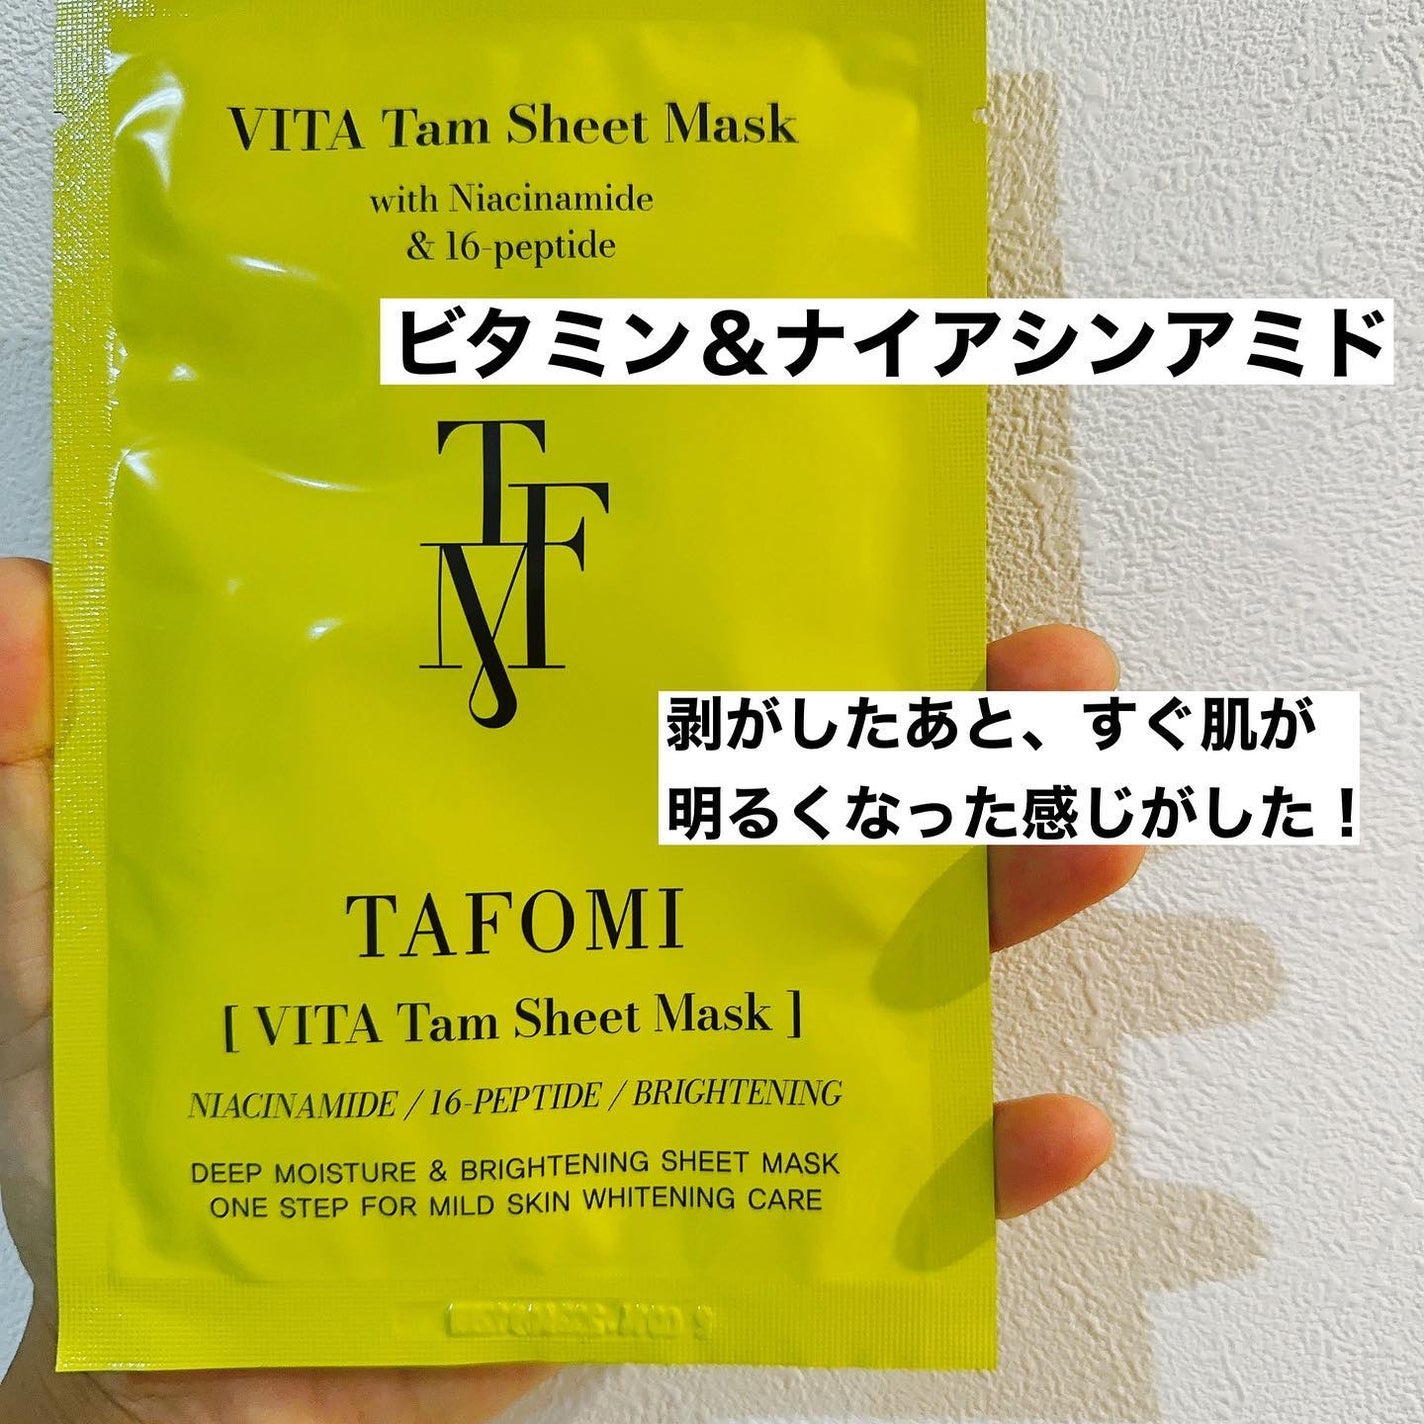 VITA Tam Sheet Mask
with Niacinamide
& 16-peptide
ビタミン&ナイアシンアミド
TFM
剥がしたあと、すぐ肌が
明るくなった感じがした！
TAFOMI
[ VITA Tam Sheet Mask ]
NIACINAMIDE / 16-PEPTIDE / BRIGHTENING
DEEP MOISTURE & BRIGHTENING SHEET MASK
ONE STEP FOR MILD SKIN WHITENING CARE